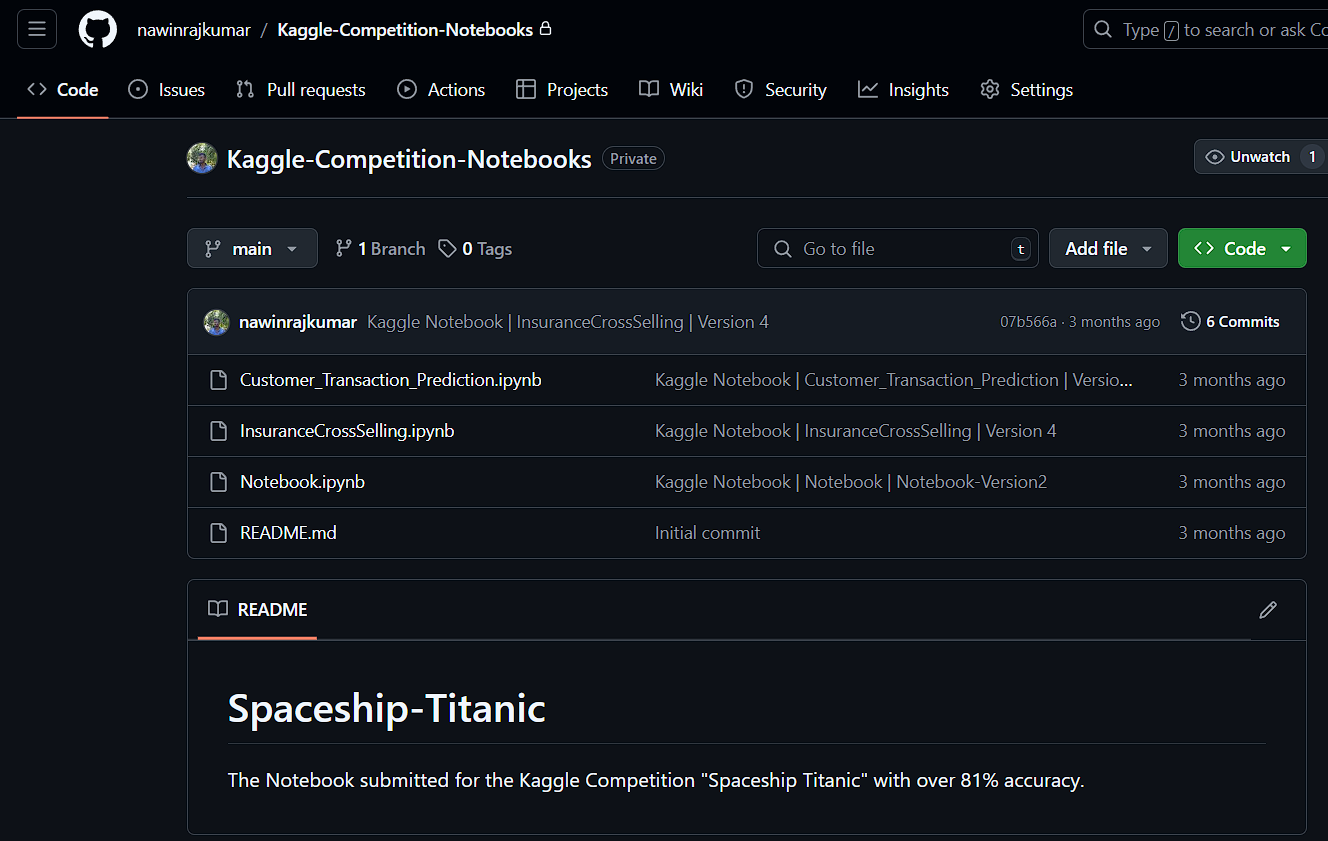 nawinrajkumar / Kaggle-Competition-Notebooks Type / to search or ask Co
Code Issues Pull requests Actions Projects Wiki Security Insights Settings
Kaggle-Competition-Notebooks Private Unwatch 1
main 1 Branch 0 Tags Go to file t Add file Code
nawinrajkumar Kaggle Notebook | InsuranceCrossSelling | Version 4 07b566a · 3 months ago 6 Commits
Customer_Transaction_Prediction.ipynb Kaggle Notebook | Customer_Transaction_Prediction | Versio... 3 months ago
InsuranceCrossSelling.ipynb Kaggle Notebook | InsuranceCrossSelling | Version 4 3 months ago
Notebook.ipynb Kaggle Notebook | Notebook | Notebook-Version2 3 months ago
README.md Initial commit 3 months ago
README
Spaceship-Titanic
The Notebook submitted for the Kaggle Competition "Spaceship Titanic" with over 81% accuracy.